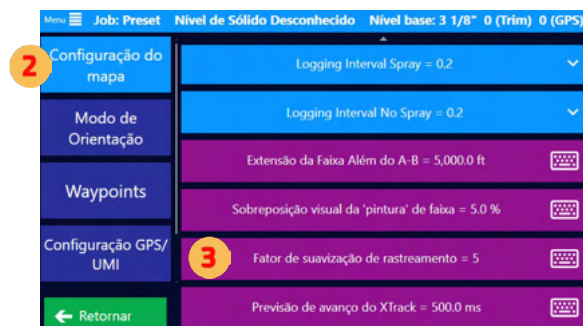 Menu Job: Preset Nível de Sólido Desconhecido Nível base: 3 1/8" 0 (Trim) 0 (GPS)
2
Configuração do
mapa
Logging Interval Spray = 0.2
Modo de
Orientação
Logging Interval No Spray = 0.2
Extensão da Faixa Além do A-B = 5,000.0 ft
Waypoints
Sobreposição visual da 'pintura' de faixa = 5.0 %
Configuração GPS/
UMI
3
Fator de suavização de rastreamento = 5
Retornar
Previsão de avanço do XTrack = 500.0 ms